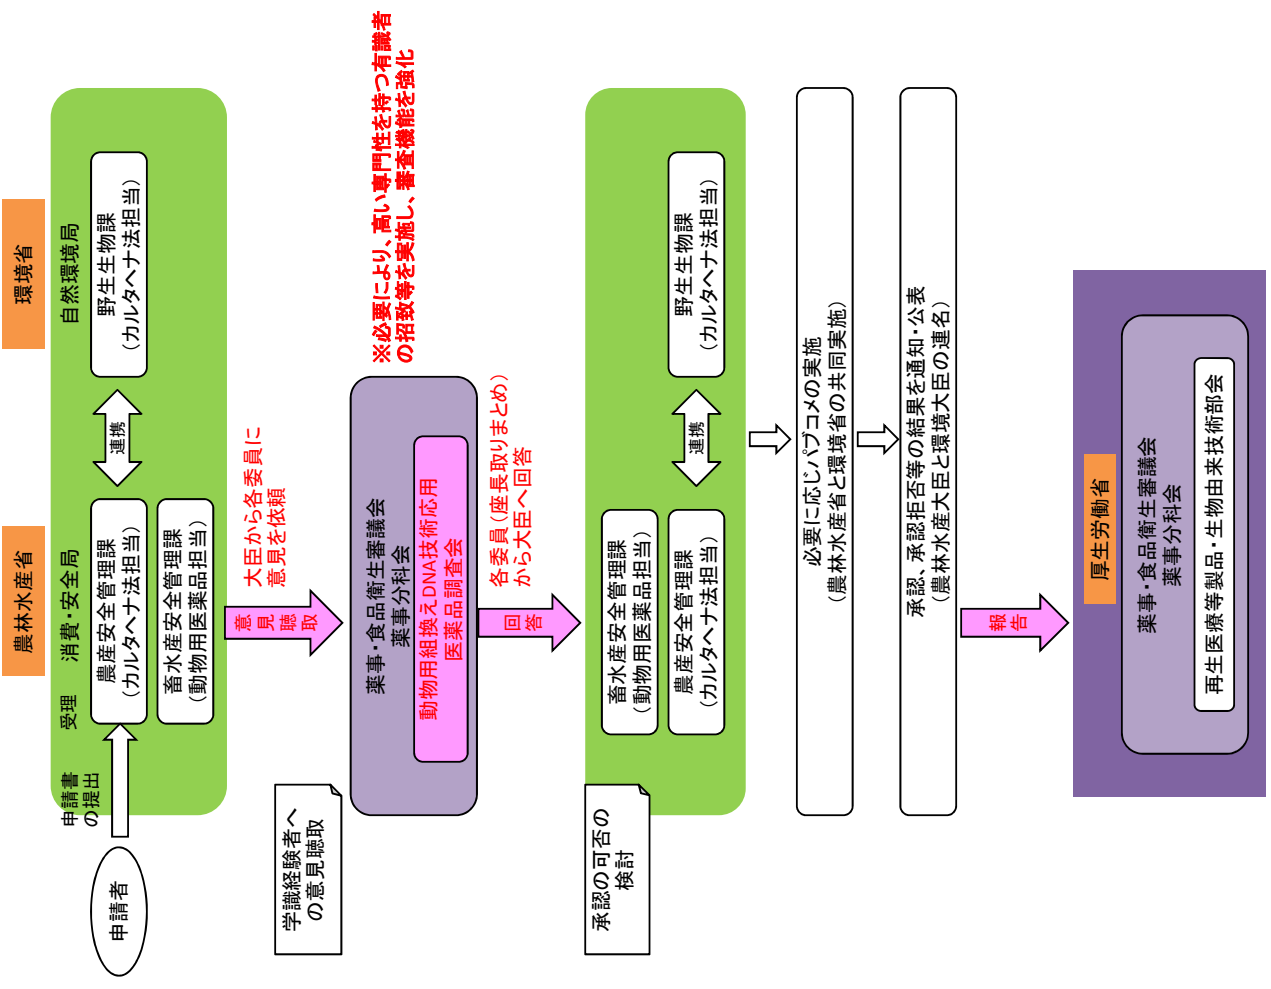 農林水産省
環境省
消費・安全局
自然環境局
申請者
申請書
の提出
受理
農産安全管理課
(カルタヘナ法担当)
連携
野生生物課
(カルタヘナ法担当)
畜水産安全管理課
(動物用医薬品担当)
意見
聴取
大臣から各委員に
意見を依頼
学識経験者へ
の意見聴取
薬事・食品衛生審議会
薬事分科会
動物用組換えDNA技術応用
医薬品調査会
※必要により、高い専門性を持つ有識者
の招致等を実施し、審査機能を強化
回答
各委員(座長取りまとめ)
から大臣へ回答
承認の可否の
検討
畜水産安全管理課
(動物用医薬品担当)
農産安全管理課
(カルタヘナ法担当)
連携
野生生物課
(カルタヘナ法担当)
必要に応じパブコメの実施
(農林水産省と環境省の共同実施)
承認、承認拒否等の結果を通知・公表
(農林水産大臣と環境大臣の連名)
報告
厚生労働省
薬事・食品衛生審議会
薬事分科会
再生医療等製品・生物由来技術部会